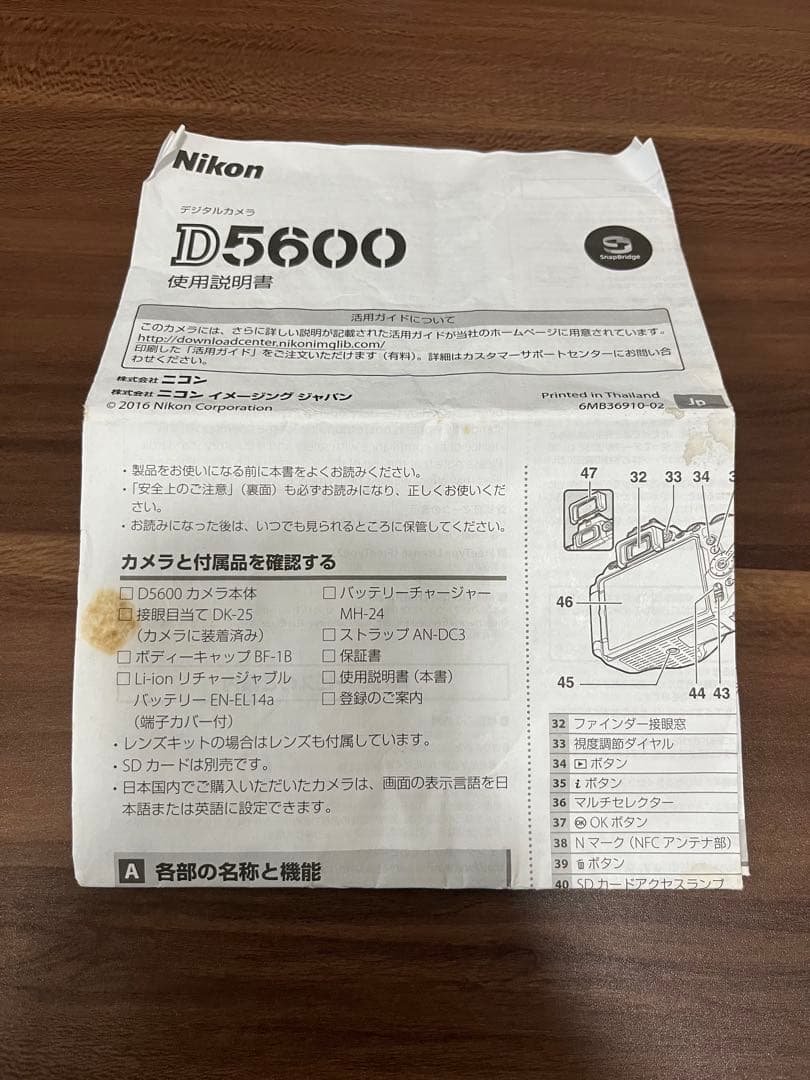 Nikon
デジタルカメラ
D5600
使用説明書
SnapBridge
活用ガイドについて
このカメラには、さらに詳しい説明が記載された活用ガイドが当社のホームページに用意されています。
http://downloadcenter.nikonimglib.com/
印刷した「活用ガイド」をご注文いただけます(有料)。詳細はカスタマーサポートセンターにお問い合
わせください。
株式会社 ニコン
株式会社 ニコン イメージング ジャパン
© 2016 Nikon Corporation
Printed in Thailand
6MB36910-02
Jp
・製品をお使いになる前に本書をよくお読みください。
・「安全上のご注意」(裏面)も必ずお読みになり、正しくお使いくだ
さい。
・お読みになった後は、いつでも見られるところに保管してください。
カメラと付属品を確認する
□ D5600 カメラ本体
□ 接眼目当て DK-25
(カメラに装着済み)
□ ボディーキャップ BF-1B
□ Li-ion リチャージャブル
バッテリー EN-EL14a
(端子カバー付)
□ バッテリーチャージャー
MH-24
□ ストラップ AN-DC3
□ 保証書
□ 使用説明書(本書)
□ 登録のご案内
・レンズキットの場合はレンズも付属しています。
・SD カードは別売です。
・日本国内でご購入いただいたカメラは、画面の表示言語を日
本語または英語に設定できます。
A 各部の名称と機能
47
32 33 34
46
45
44 43
32 ファインダー接眼窓
33 視度調節ダイヤル
34 ▶ ボタン
35 i ボタン
36 マルチセレクター
37 OK OK ボタン
38 N マーク(NFC アンテナ部)
39 ボタン
40 SD カードアクセスランプ